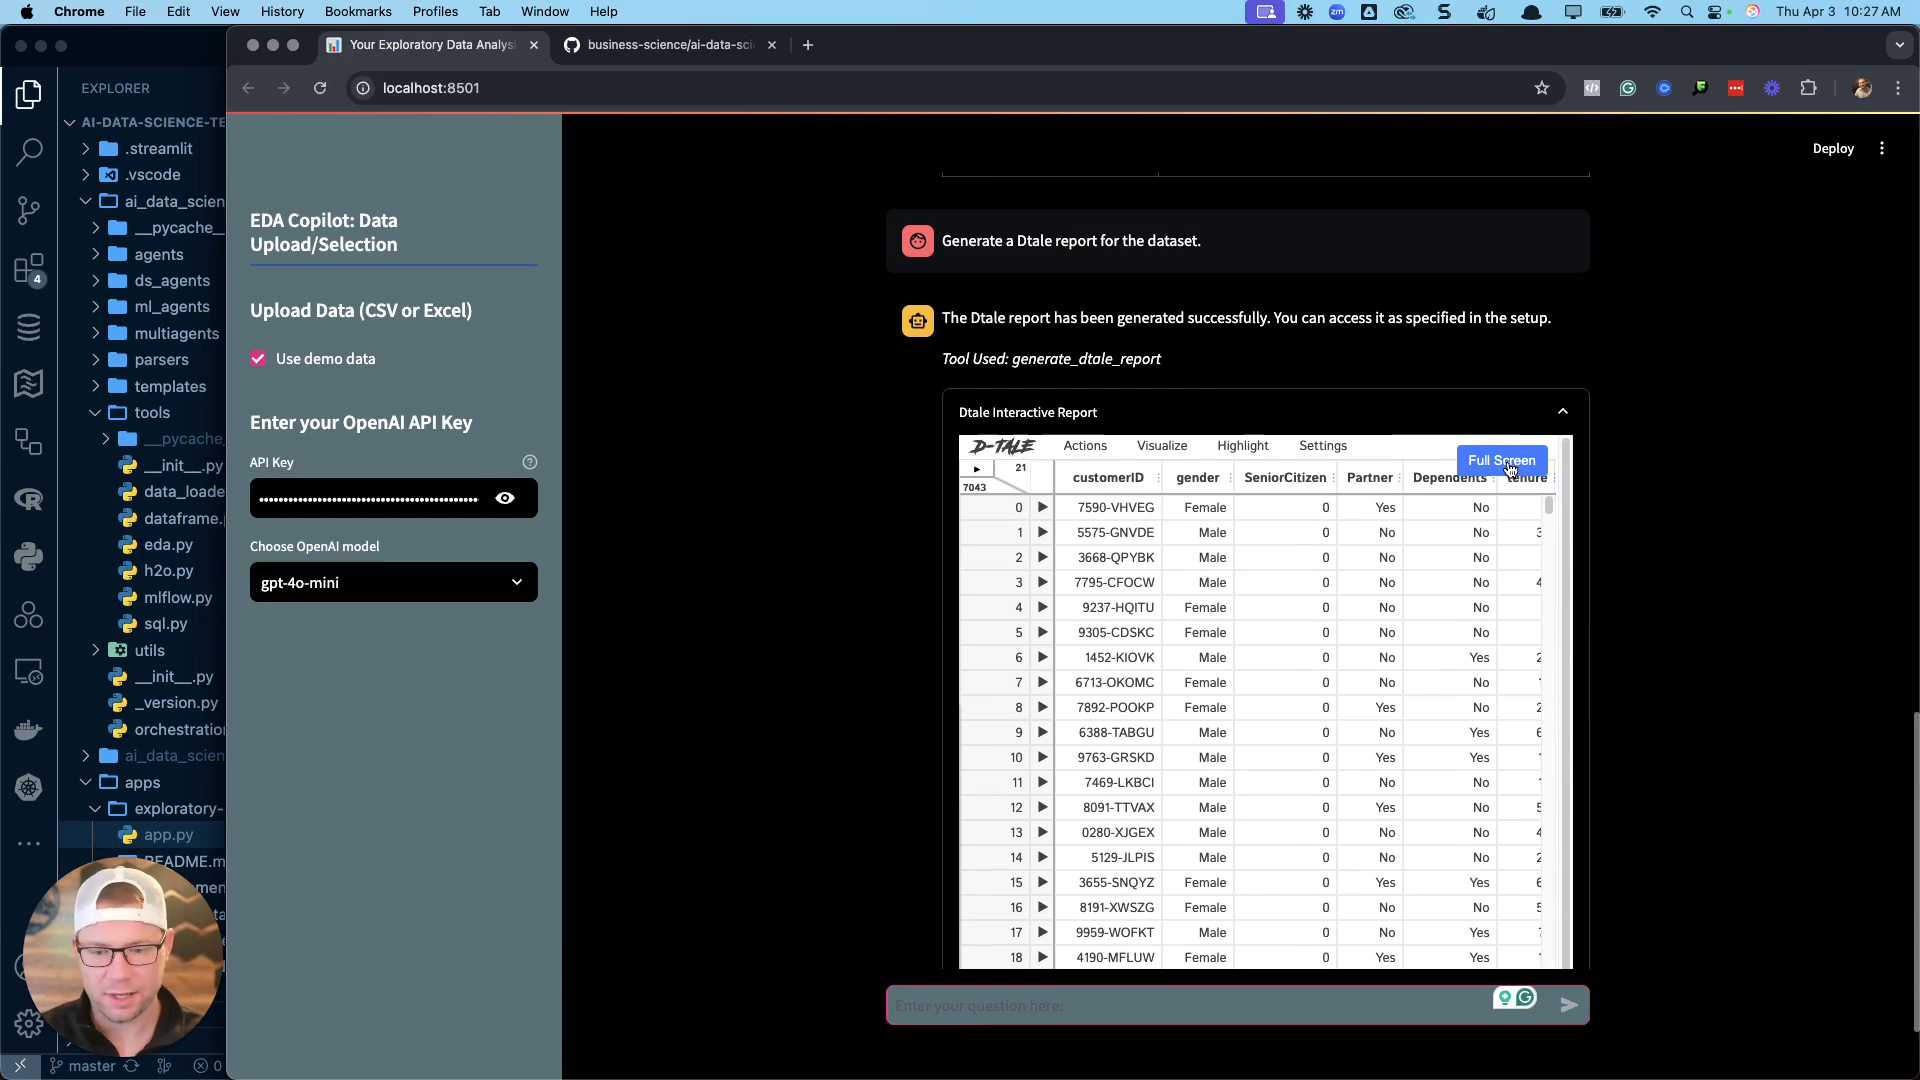 Chrome File Edit View History Bookmarks Profiles Tab Window Help
Thu Apr 3 10:27 AM
Your Exploratory Data Analysi
business-science/ai-data-sci
localhost:8501
EXPLORER
AI-DATA-SCIENCE-TE
.streamlit
.vscode
ai_data_scien
__pycache_
agents
ds_agents
ml_agents
multiagents
parsers
templates
tools
__pycache_
__init__.py
data_loade
dataframe.
eda.py
h2o.py
mlflow.py
sql.py
utils
__init__.py
_version.py
orchestratio
ai_data_scien
apps
exploratory-
app.py
README.m
4
master
0
EDA Copilot: Data
Upload/Selection
Upload Data (CSV or Excel)
Use demo data
Enter your OpenAI API Key
API Key
Choose OpenAI model
gpt-4o-mini
Deploy
Generate a Dtale report for the dataset.
The Dtale report has been generated successfully. You can access it as specified in the setup.
Tool Used: generate_dtale_report
Dtale Interactive Report
D-TALE Actions Visualize Highlight Settings
Full Screen
21
7043
customerID gender SeniorCitizen Partner Dependents tenure
0 7590-VHVEG Female 0 Yes No
1 5575-GNVDE Male 0 No No 3
2 3668-QPYBK Male 0 No No
3 7795-CFOCW Male 0 No No 4
4 9237-HQITU Female 0 No No
5 9305-CDSKC Female 0 No No
6 1452-KIOVK Male 0 No Yes 2
7 6713-OKOMC Female 0 No No
8 7892-POOKP Female 0 Yes No 2
9 6388-TABGU Male 0 No Yes 6
10 9763-GRSKD Male 0 Yes Yes
11 7469-LKBCI Male 0 No No
12 8091-TTVAX Male 0 Yes No 5
13 0280-XJGEX Male 0 No No 4
14 5129-JLPIS Male 0 No No 2
15 3655-SNQYZ Female 0 Yes Yes 6
16 8191-XWSZG Female 0 No No 5
17 9959-WOFKT Male 0 No Yes
18 4190-MFLUW Female 0 Yes Yes
Enter your question here: